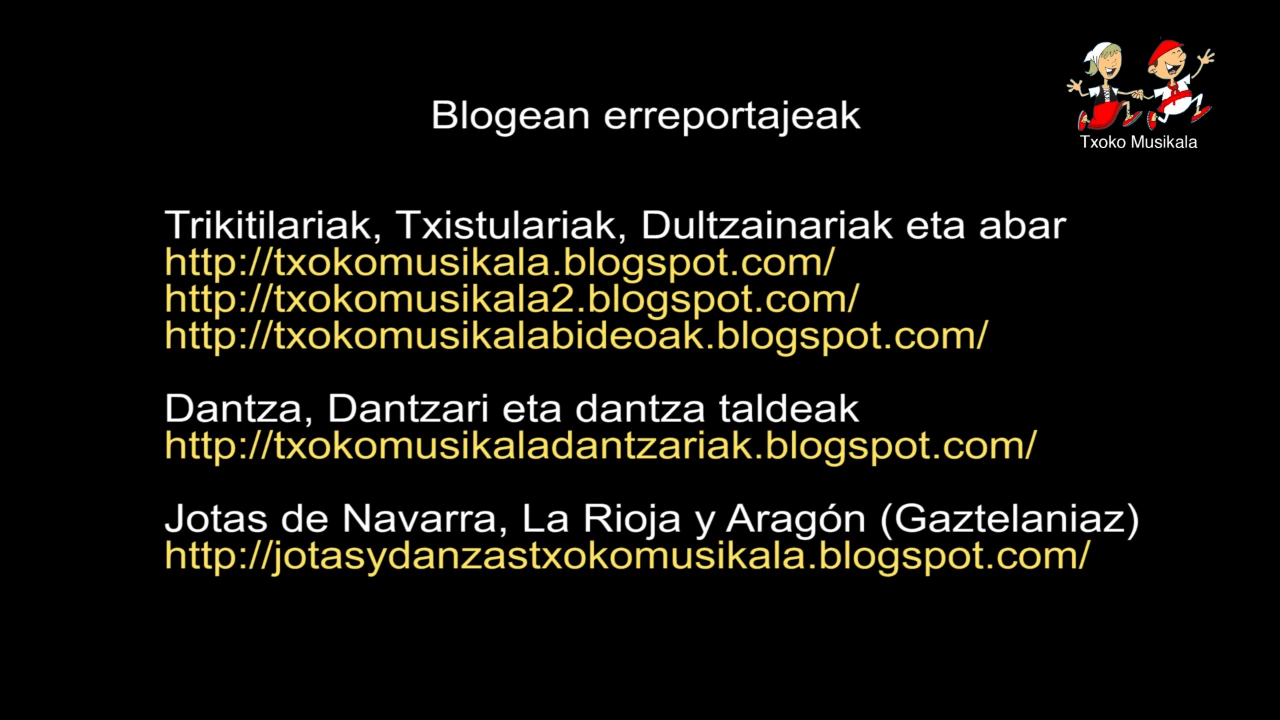 Blogean erreportajeak
Txoko Musikala
Trikitilariak, Txistulariak, Dultzainariak eta abar
http://txokomusikala.blogspot.com/
http://txokomusikala2.blogspot.com/
http://txokomusikalabideoak.blogspot.com/
Dantza, Dantzari eta dantza taldeak
http://txokomusikaladantzariak.blogspot.com/
Jotas de Navarra, La Rioja y Aragón (Gaztelaniaz)
http://jotasydanzastxokomusikala.blogspot.com/